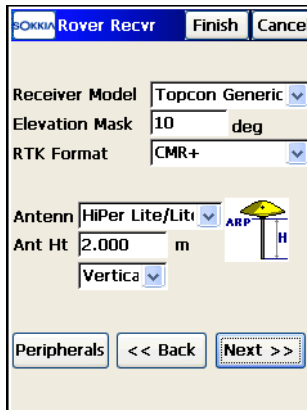 SOKKIA Rover Recvr Finish Cance
Receiver Model Topcon Generic
Elevation Mask 10 deg
RTK Format CMR+
Antenn HiPer Lite/Lit
ARP
Ant Ht 2.000 m H
Vertica
Peripherals << Back Next >>